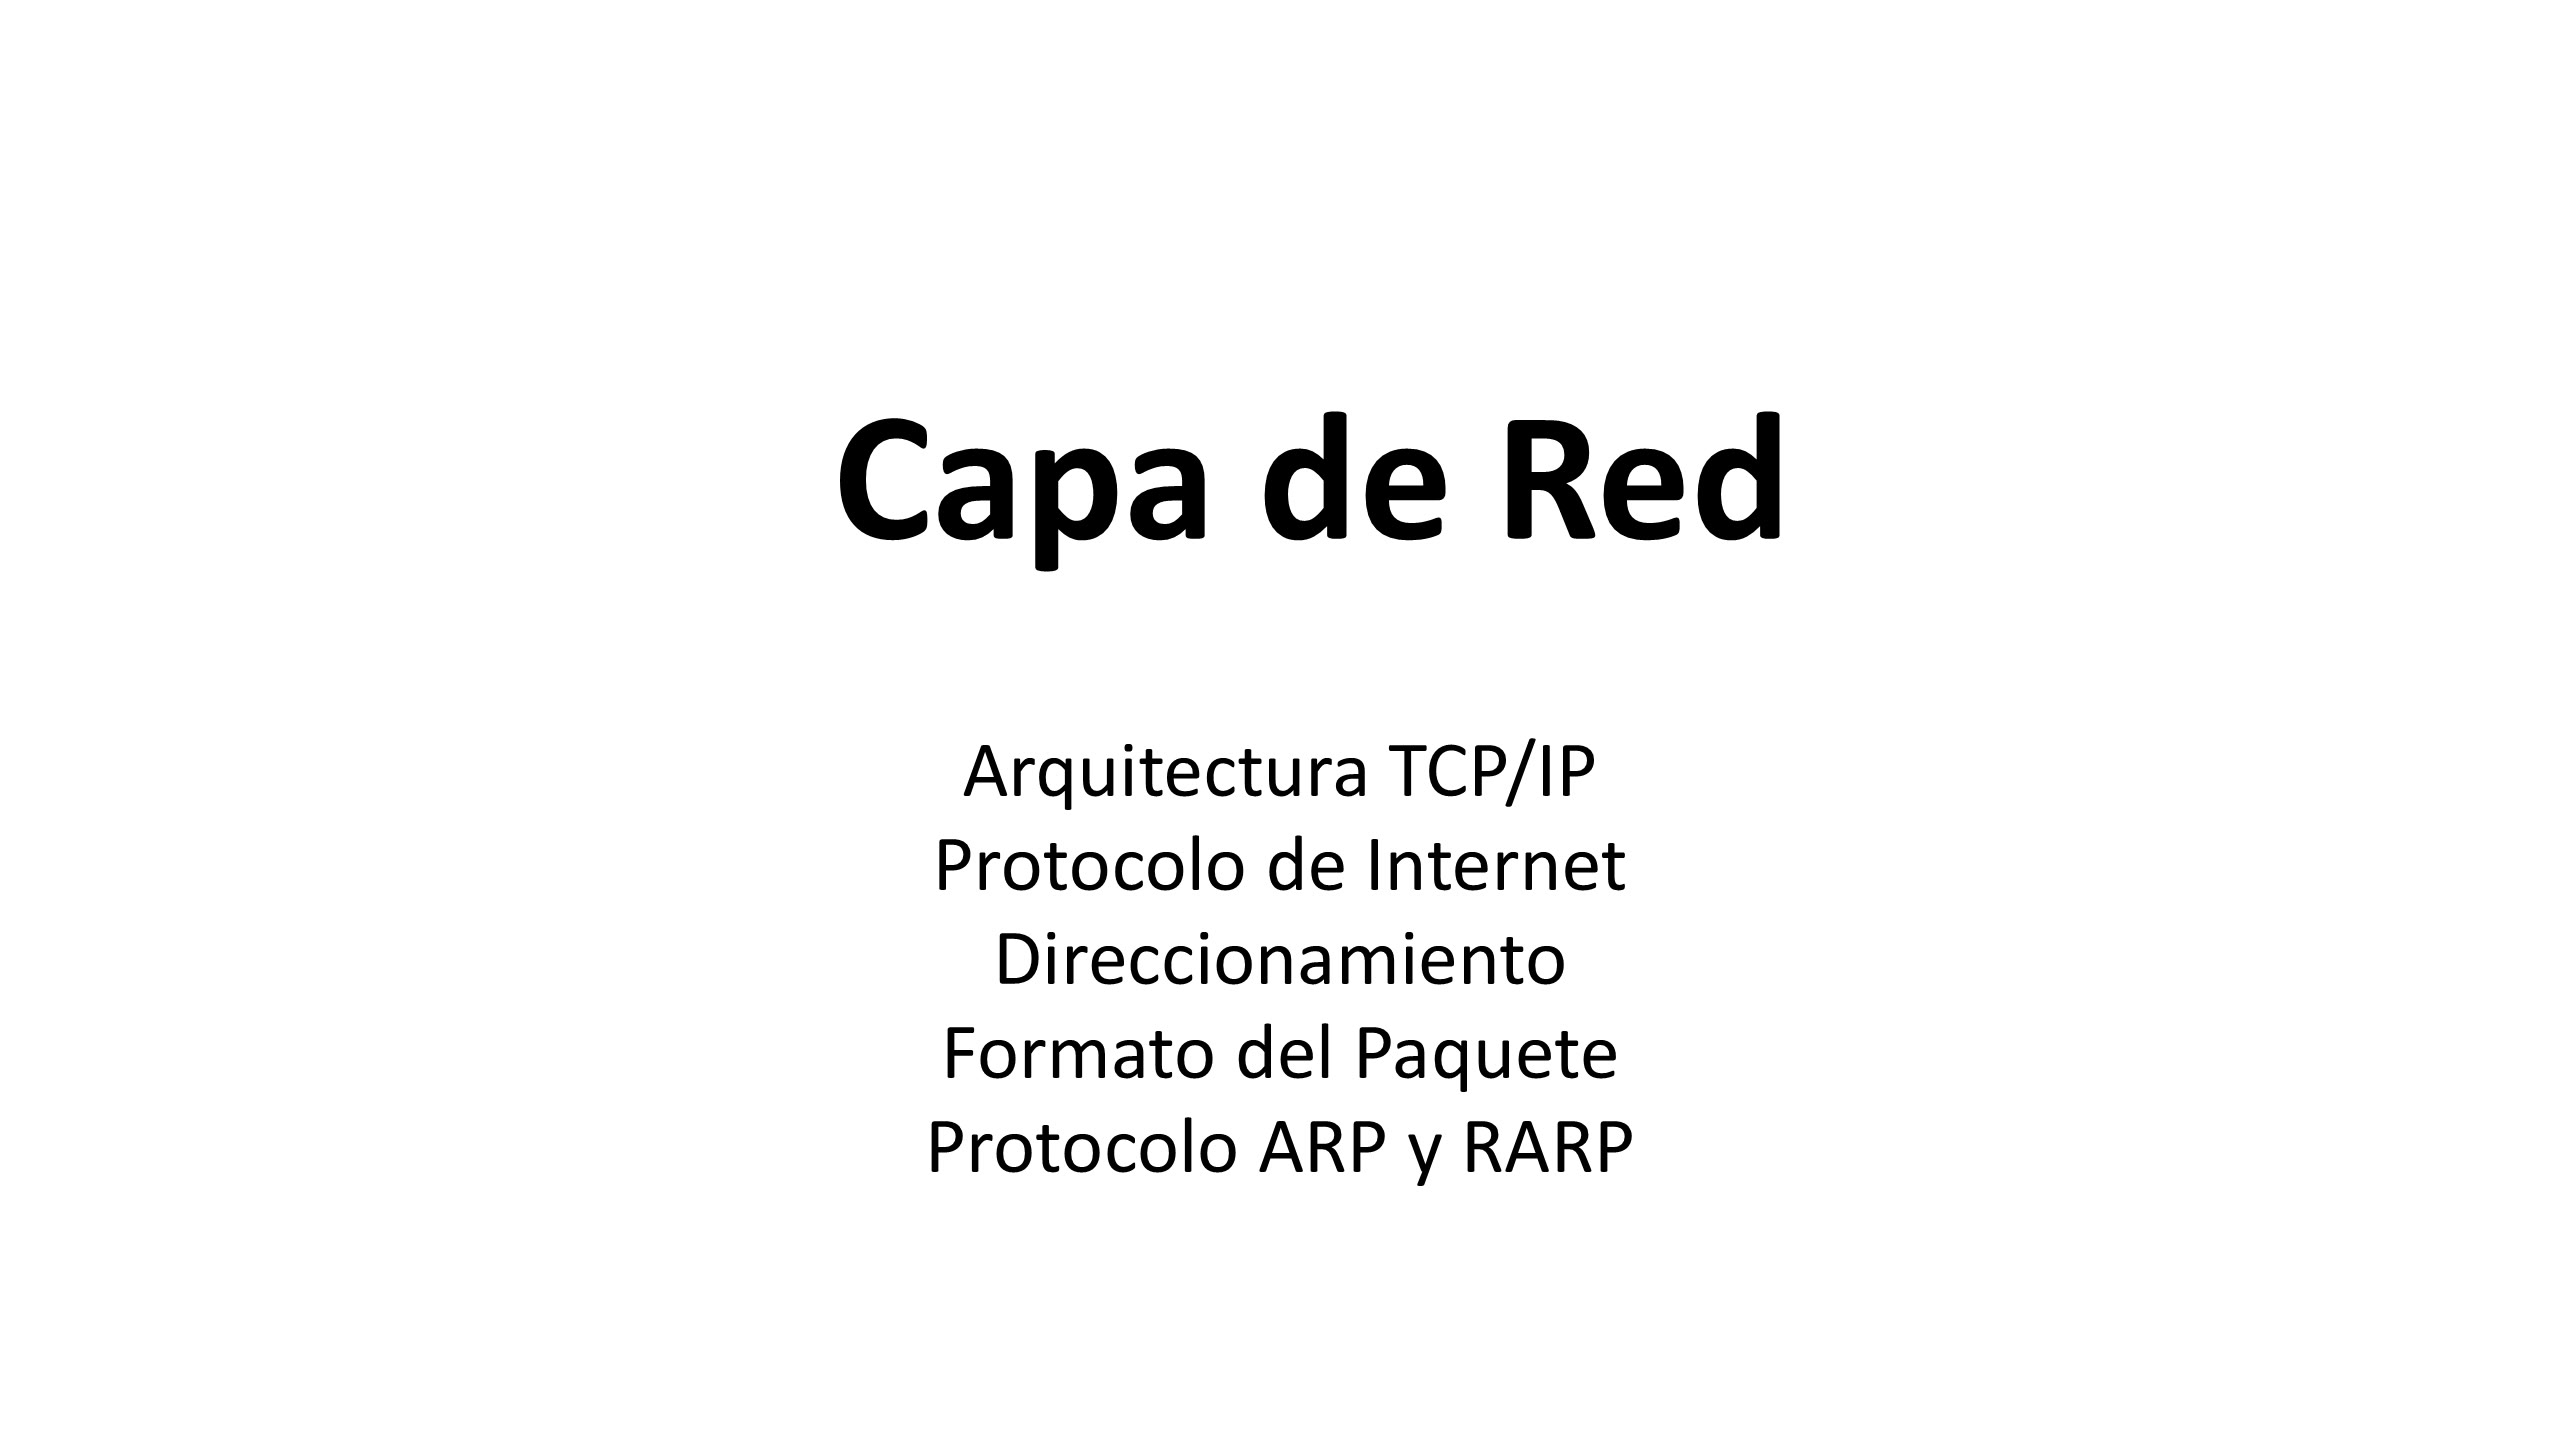 Capa de Red
Arquitectura TCP/IP
Protocolo de Internet
Direccionamiento
Formato del Paquete
Protocolo ARP y RARP